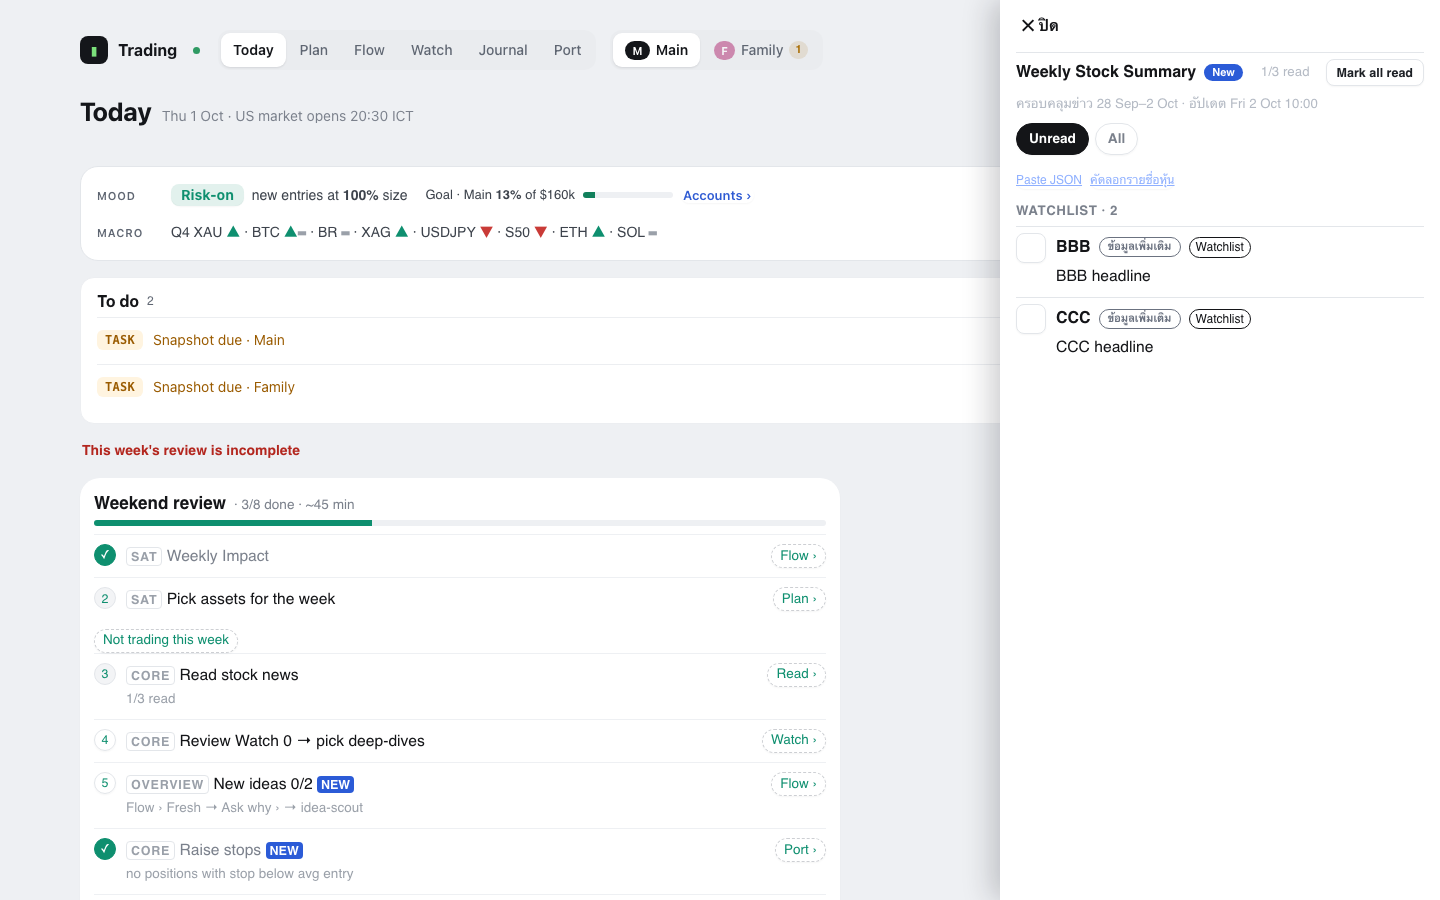 Trading
Today Plan Flow Watch Journal Port
M Main F Family 1
Today Thu 1 Oct · US market opens 20:30 ICT
MOOD Risk-on new entries at 100% size Goal · Main 13% of $160k Accounts ›
MACRO Q4 XAU ▲ · BTC ▲ · BR · XAG ▲ · USDJPY ▼ · S50 ▼ · ETH ▲ · SOL
To do 2
TASK Snapshot due · Main
TASK Snapshot due · Family
This week's review is incomplete
Weekend review · 3/8 done · ~45 min
✓ SAT Weekly Impact Flow ›
2 SAT Pick assets for the week Plan ›
Not trading this week
3 CORE Read stock news Read ›
1/3 read
4 CORE Review Watch 0 → pick deep-dives Watch ›
5 OVERVIEW New ideas 0/2 NEW Flow ›
Flow › Fresh → Ask why › → idea-scout
✓ CORE Raise stops NEW Port ›
no positions with stop below avg entry
✕ ปิด
Weekly Stock Summary New 1/3 read Mark all read
ครอบคลุมข่าว 28 Sep–2 Oct · อัปเดต Fri 2 Oct 10:00
Unread All
Paste JSON คัดลอกรายชื่อหุ้น
WATCHLIST · 2
BBB ข้อมูลเพิ่มเติม Watchlist
BBB headline
CCC ข้อมูลเพิ่มเติม Watchlist
CCC headline